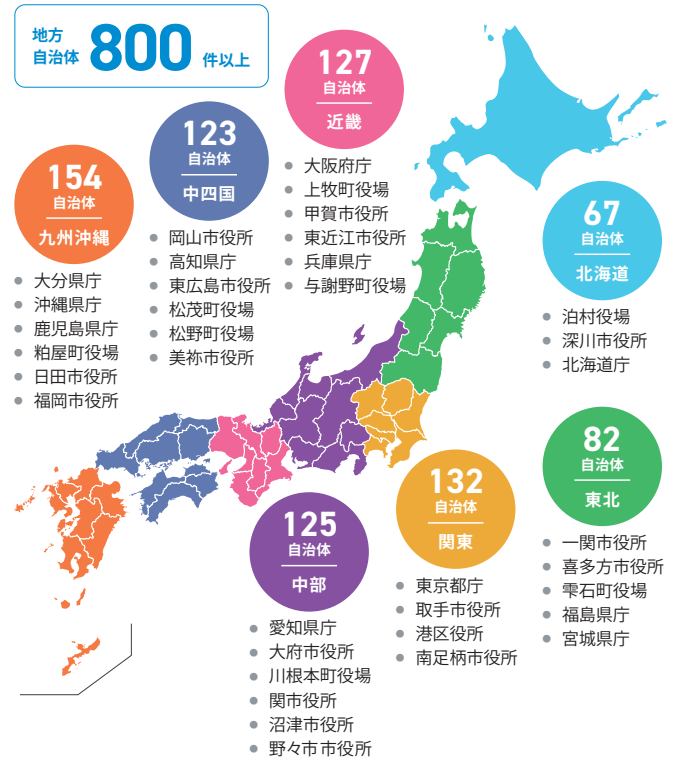 地方
自治体 800 件以上
127
自治体
近畿
大阪府庁
上牧町役場
甲賀市役所
東近江市役所
兵庫県庁
与謝野町役場
123
自治体
中四国
岡山市役所
高知県庁
東広島市役所
松茂町役場
松野町役場
美祢市役所
154
自治体
九州沖縄
大分県庁
沖縄県庁
鹿児島県庁
粕屋町役場
日田市役所
福岡市役所
67
自治体
北海道
泊村役場
深川市役所
北海道庁
82
自治体
東北
一関市役所
喜多方市役所
雫石町役場
福島県庁
宮城県庁
132
自治体
関東
東京都庁
取手市役所
港区役所
南足柄市役所
125
自治体
中部
愛知県庁
大府市役所
川根本町役場
関市役所
沼津市役所
野々市市役所